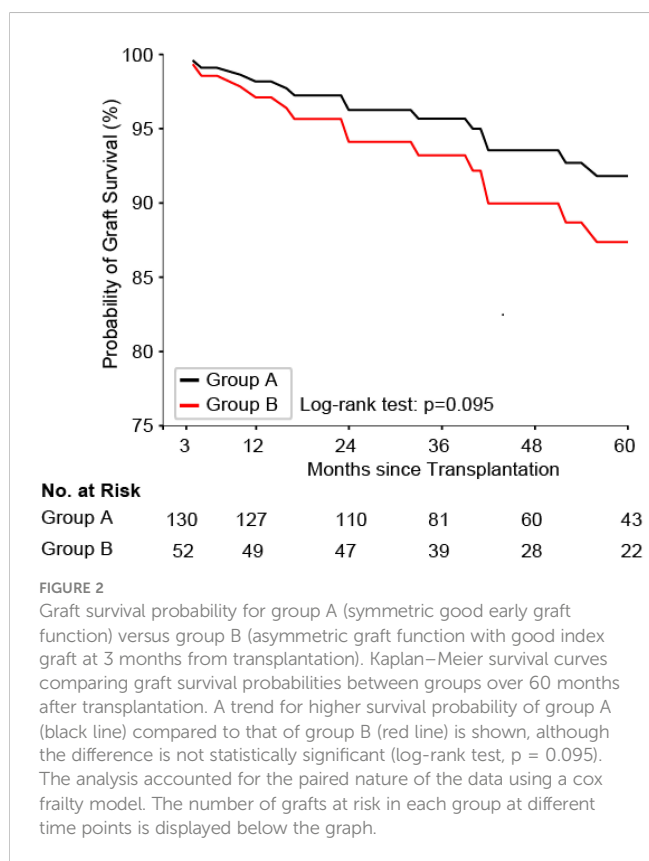 100
95
90
85
80
75
Probability of Graft Survival (%)
Group A
Group B
Log-rank test: p=0.095
3 12 24 36 48 60
Months since Transplantation
No. at Risk
Group A 130 127 110 81 60 43
Group B 52 49 47 39 28 22
FIGURE 2
Graft survival probability for group A (symmetric good early graft
function) versus group B (asymmetric graft function with good index
graft at 3 months from transplantation). Kaplan–Meier survival curves
comparing graft survival probabilities between groups over 60 months
after transplantation. A trend for higher survival probability of group A
(black line) compared to that of group B (red line) is shown, although
the difference is not statistically significant (log-rank test, p = 0.095).
The analysis accounted for the paired nature of the data using a cox
frailty model. The number of grafts at risk in each group at different
time points is displayed below the graph.